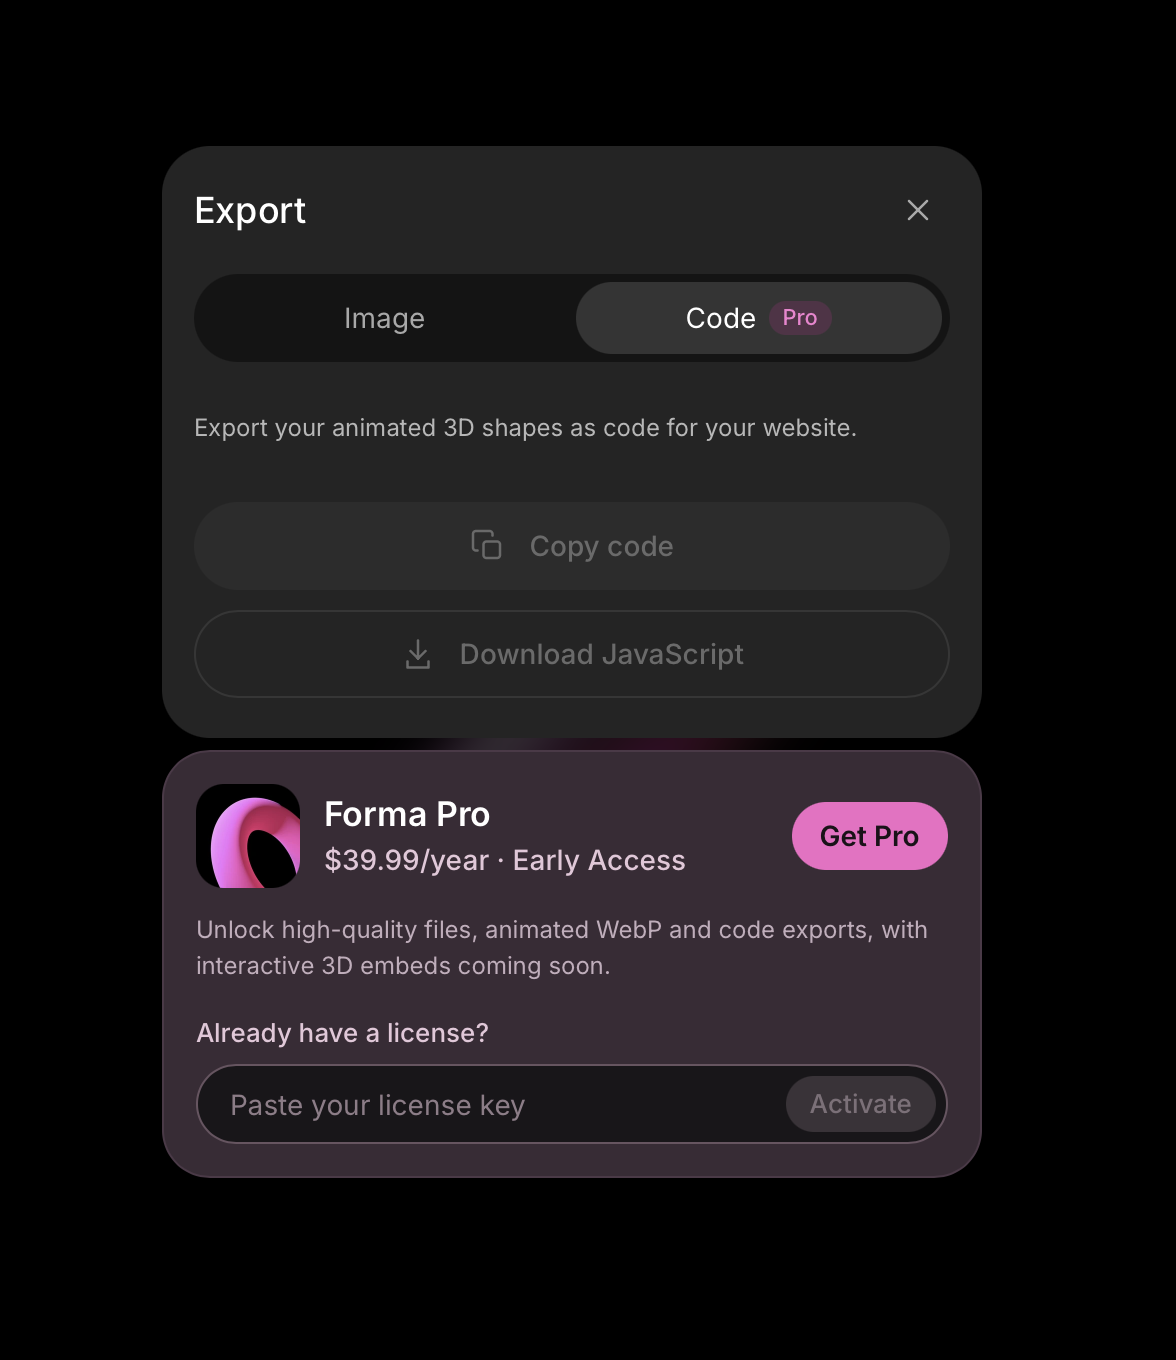 Export
Image
Code Pro
Export your animated 3D shapes as code for your website.
Copy code
Download JavaScript
Forma Pro
$39.99/year · Early Access
Get Pro
Unlock high-quality files, animated WebP and code exports, with
interactive 3D embeds coming soon.
Already have a license?
Paste your license key
Activate